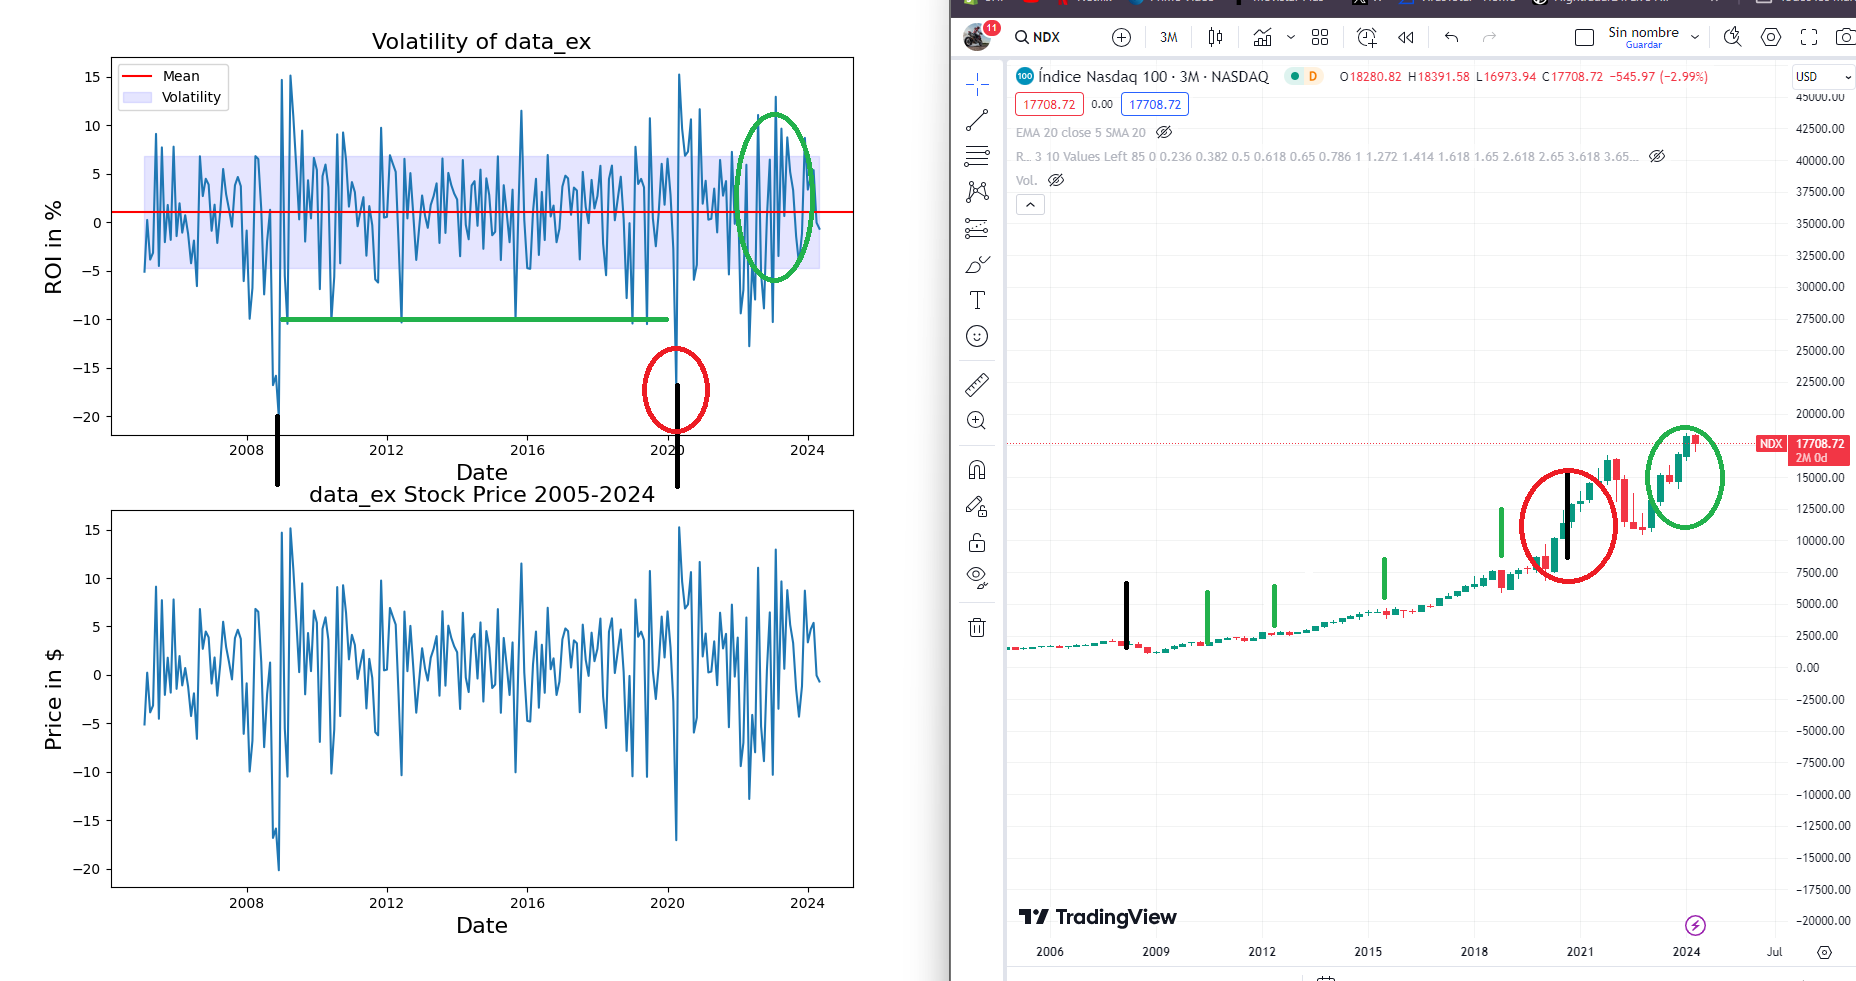 Volatility of data_ex
Mean
Volatility
15
10
5
0
−5
−10
−15
−20
ROI in %
2008
2012
2020
2024
Date
data_ex Stock Price 2005-2024
15
10
5
0
−5
−10
−15
−20
Price in $
2008
2012
2016
2020
2024
Date
11
NDX
3M
Sin nombre
Guardar
100 Índice Nasdaq 100 · 3M · NASDAQ D O18280.82 H18391.58 L16973.94 C17708.72 −545.97 (−2.99%)
USD
17708.72 0.00 17708.72
EMA 20 close 5 SMA 20
R... 3 10 Values Left 85 0 0.236 0.382 0.5 0.618 0.65 0.786 1 1.272 1.414 1.618 1.65 2.618 2.65 3.618 3.65...
Vol.
45000.00
42500.00
40000.00
37500.00
35000.00
32500.00
30000.00
27500.00
25000.00
22500.00
20000.00
NDX 17708.72
2M 0d
15000.00
12500.00
10000.00
7500.00
5000.00
2500.00
0.00
−2500.00
−5000.00
−7500.00
−10000.00
−12500.00
−15000.00
−17500.00
−20000.00
TradingView
2006 2009 2012 2015 2018 2021 2024 Jul